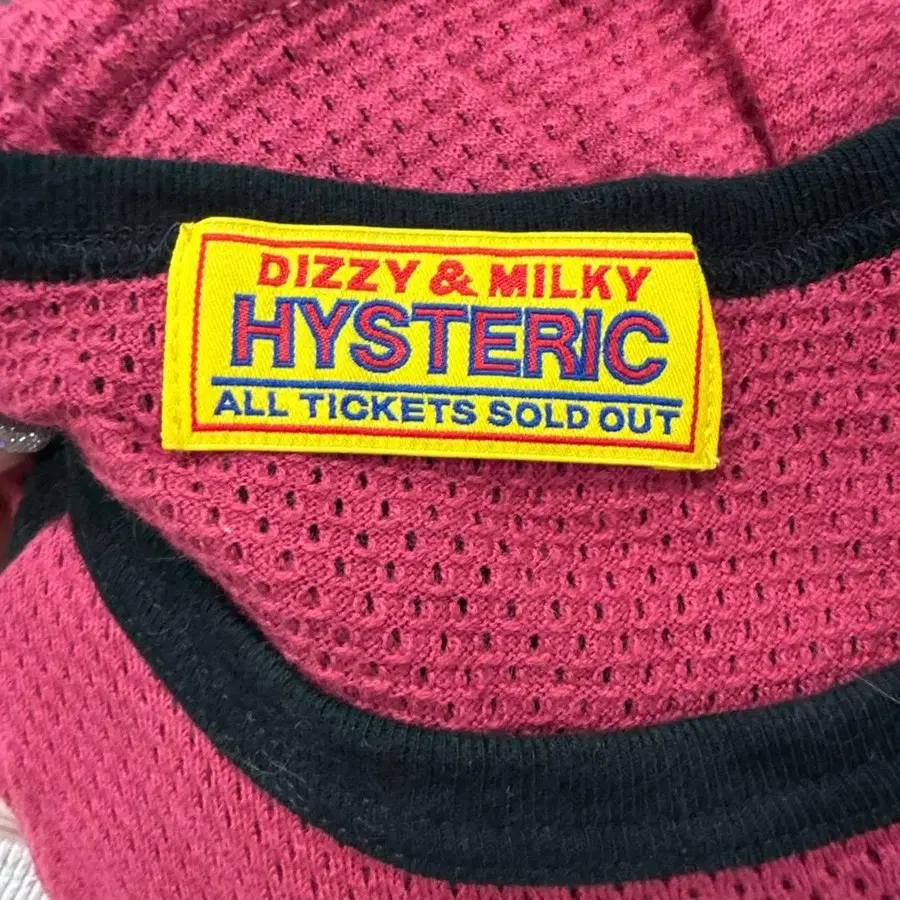 DIZZY & MILKY
HYSTERIC
ALL TICKETS SOLD OUT